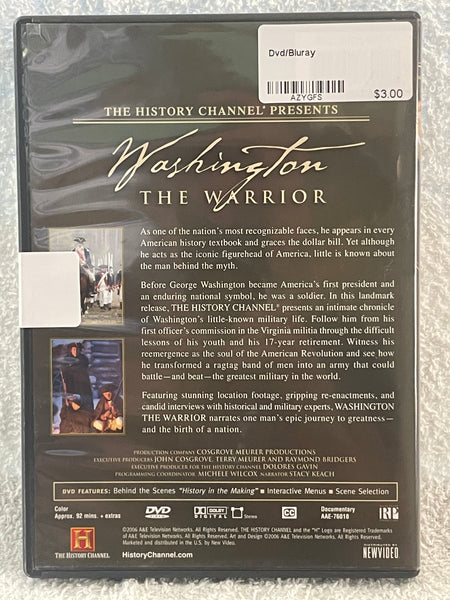 Dvd/Bluray
AZYGFS
$3.00
THE HISTORY CHANNEL® PRESENTS
Washington
THE WARRIOR
As one of the nation's most recognizable faces, he appears in every
American history textbook and graces the dollar bill. Yet although
he acts as the iconic figurehead of America, little is known about
the man behind the myth.
Before George Washington became America's first president and
an enduring national symbol, he was a soldier. In this landmark
release, THE HISTORY CHANNEL® presents an intimate chronicle
of Washington's little-known military life. Follow him from his
first officer's commission in the Virginia militia through the difficult
lessons of his youth and his 17-year retirement. Witness his
reemergence as the soul of the American Revolution and see how
he transformed a ragtag band of men into an army that could
battle—and beat—the greatest military in the world.
Featuring stunning location footage, gripping re-enactments, and
candid interviews with historical and military experts, WASHINGTON
THE WARRIOR narrates one man's epic journey to greatness—
and the birth of a nation.
PRODUCTION COMPANY COSGROVE MEURER PRODUCTIONS
EXECUTIVE PRODUCERS JOHN COSGROVE, TERRY MEURER AND RAYMOND BRIDGERS
EXECUTIVE PRODUCER FOR THE HISTORY CHANNEL DOLORES GAVIN
PROGRAMMING COORDINATOR MICHELE WILCOX NARRATOR STACY KEACH
DVD FEATURES: Behind the Scenes "History in the Making" ■ Interactive Menus ■ Scene Selection
Color
Approx. 92 mins. + extras
DVD
VIDEO
DOLBY
DIGITAL
CC
Documentary
AAE-76018
©2006 A&E Television Networks. All Rights Reserved. THE HISTORY CHANNEL and the "H" Logo are Registered Trademarks
of A&E Television Networks. All Rights Reserved. Art and Design ©2006 A&E Television Networks. All Rights Reserved.
Marketed and distributed in the U.S. by New Video.
H
THE HISTORY CHANNEL
HistoryChannel.com
DISTRIBUTED BY
NEWVIDEO